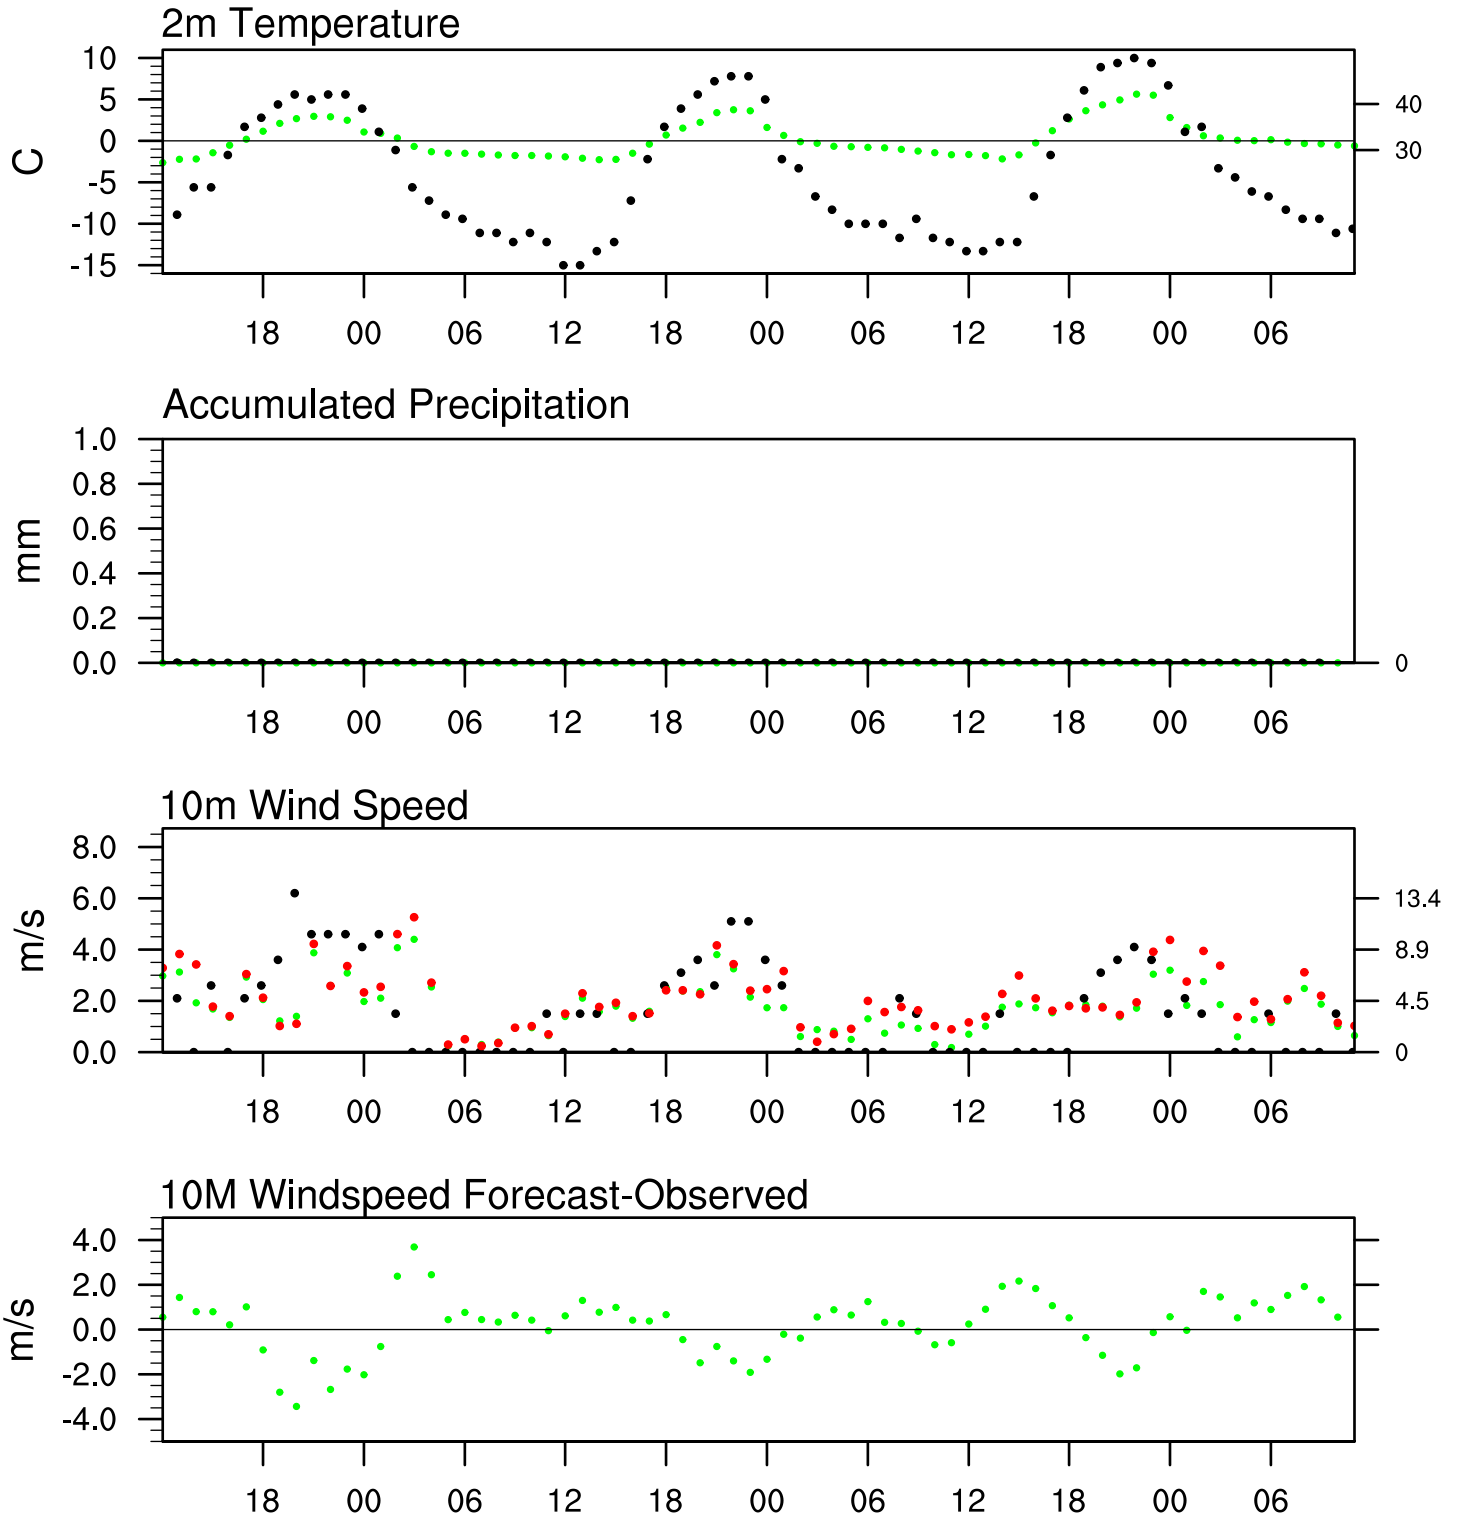 2m Temperature
10
5
0
-5
-10
-15
C
40
30
18 00 06 12 18 00 06 12 18 00 06
Accumulated Precipitation
1.0
0.8
0.6
0.4
0.2
0.0
mm
0
18 00 06 12 18 00 06 12 18 00 06
10m Wind Speed
8.0
6.0
4.0
2.0
0.0
m/s
13.4
8.9
4.5
0
18 00 06 12 18 00 06 12 18 00 06
10M Windspeed Forecast-Observed
4.0
2.0
0.0
-2.0
-4.0
m/s
18 00 06 12 18 00 06 12 18 00 06